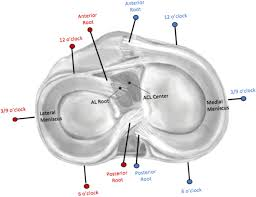 Anterior
Root
Anterior
Root
12 o'clock
12 o'clock
3/9 o'clock
AL Root
ACL Center
Medial
Meniscus
Lateral
Meniscus
3/9 o'clock
Posterior
Root
Posterior
Root
6 o'clock
6 o'clock